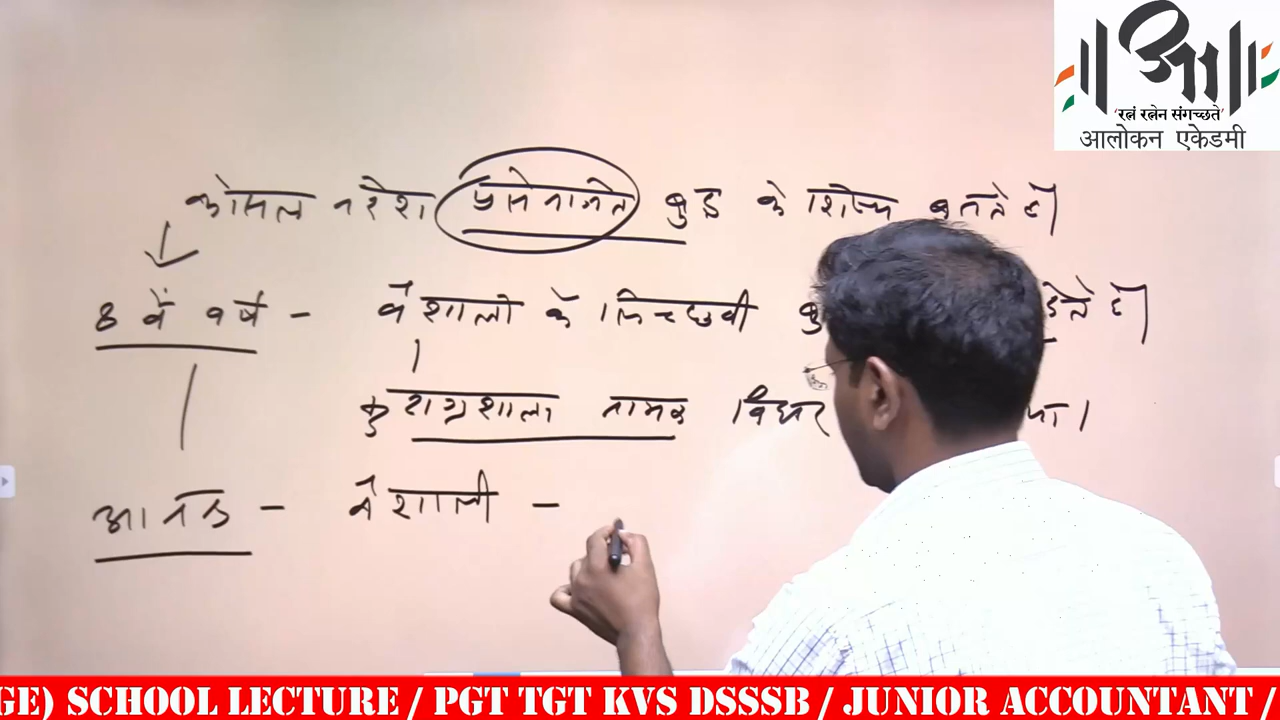 रत्नं रत्नेन संगच्छते
आलोकन एकेडमी
कोसल नरेश प्रसेनजित बुद्ध के शिष्य बनते हैं
8 वें वर्ष - वैशाली के लिच्छवी देते हैं
कुटाग्रशाला नामक विहार
आनंद - वैशाली -
GE) SCHOOL LECTURE / PGT TGT KVS DSSSB / JUNIOR ACCOUNTANT /